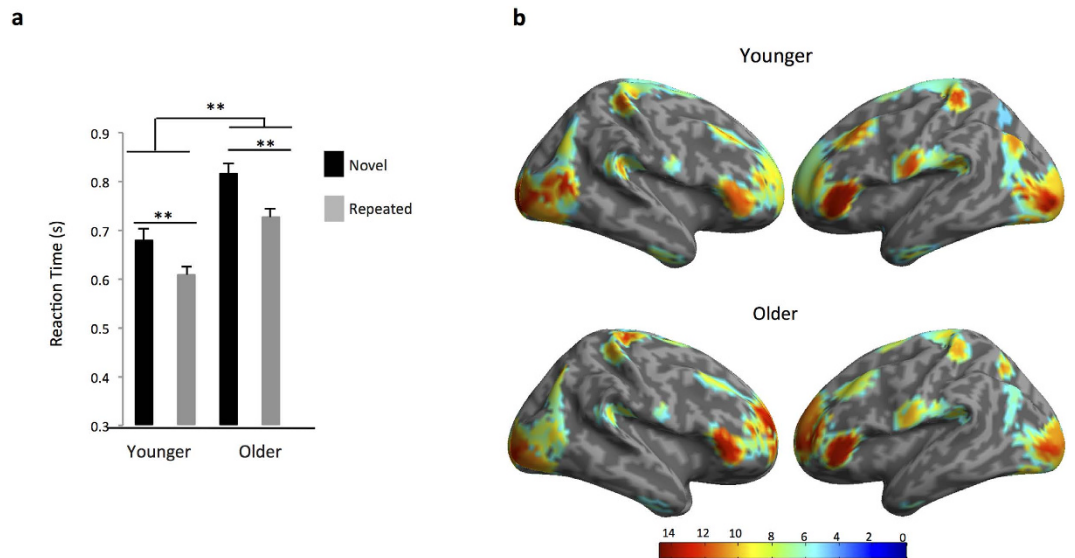 a
b
Younger
**
0.9
**
0.8
Novel
Repeated
**
0.7
0.6
0.5
0.4
0.3
Reaction Time (s)
Younger Older
Older
14 12 10 8 6 4 2 0